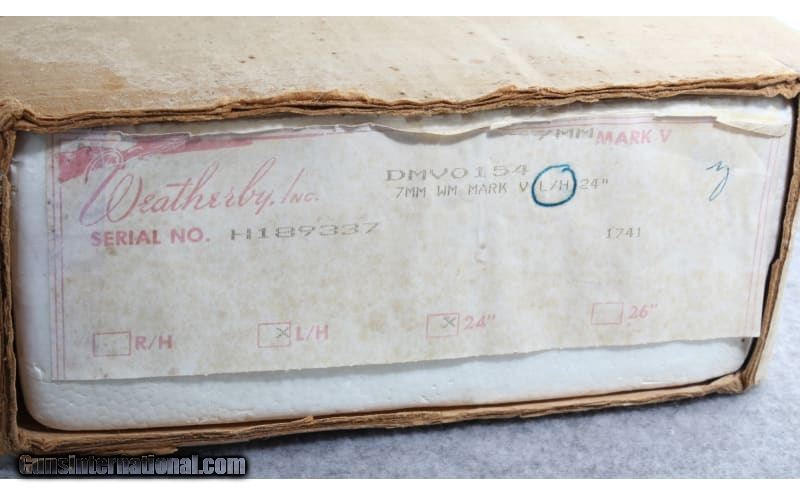 7MM MARK V
Weatherby, Inc.
DMV0154
7MM WM MARK V L/H 24"
SERIAL NO. H189337
1741
R/H
X L/H
X 24"
26"
GunsInternational.com